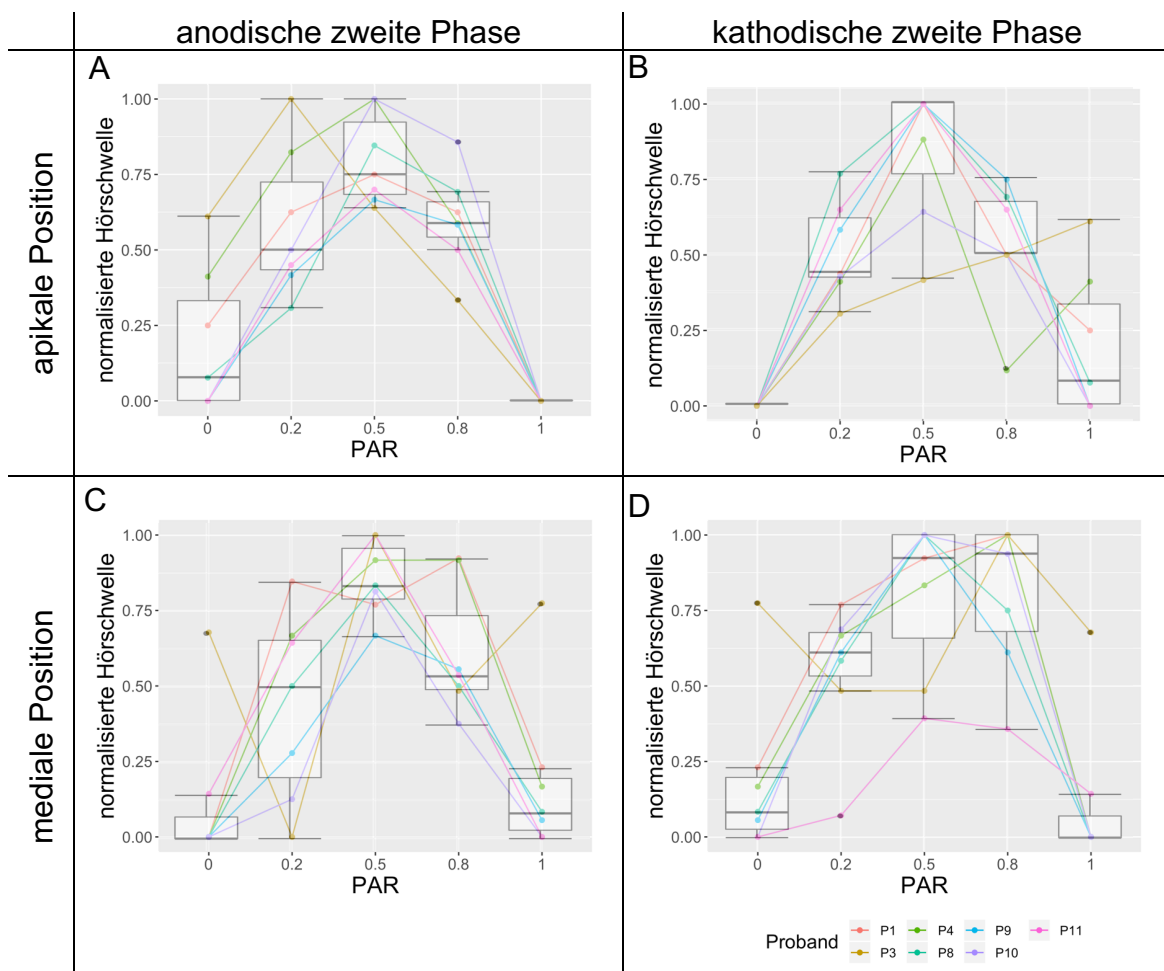 anodische zweite Phase
kathodische zweite Phase
apikale Position
A
normalisierte Hörschwelle
1.00
0.75
0.50
0.25
0.00
0 0.2 0.5 0.8 1
PAR
B
normalisierte Hörschwelle
1.00
0.75
0.50
0.25
0.00
0 0.2 0.5 0.8 1
PAR
mediale Position
C
normalisierte Hörschwelle
1.00
0.75
0.50
0.25
0.00
0 0.2 0.5 0.8 1
PAR
D
normalisierte Hörschwelle
1.00
0.75
0.50
0.25
0.00
0 0.2 0.5 0.8 1
PAR
Proband
P1 P4 P9 P11
P3 P8 P10